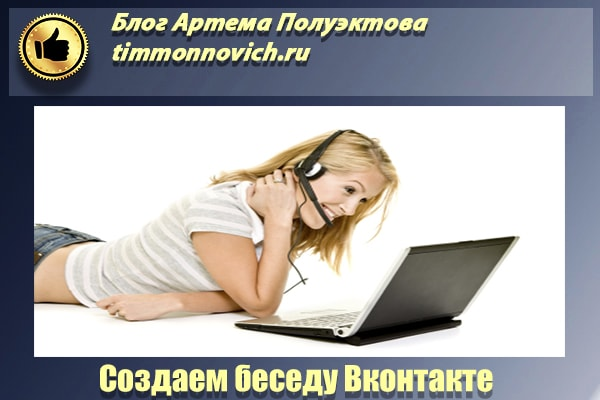 Блог Артема Полуэктова
timmonnovich.ru
Создаем беседу Вконтакте